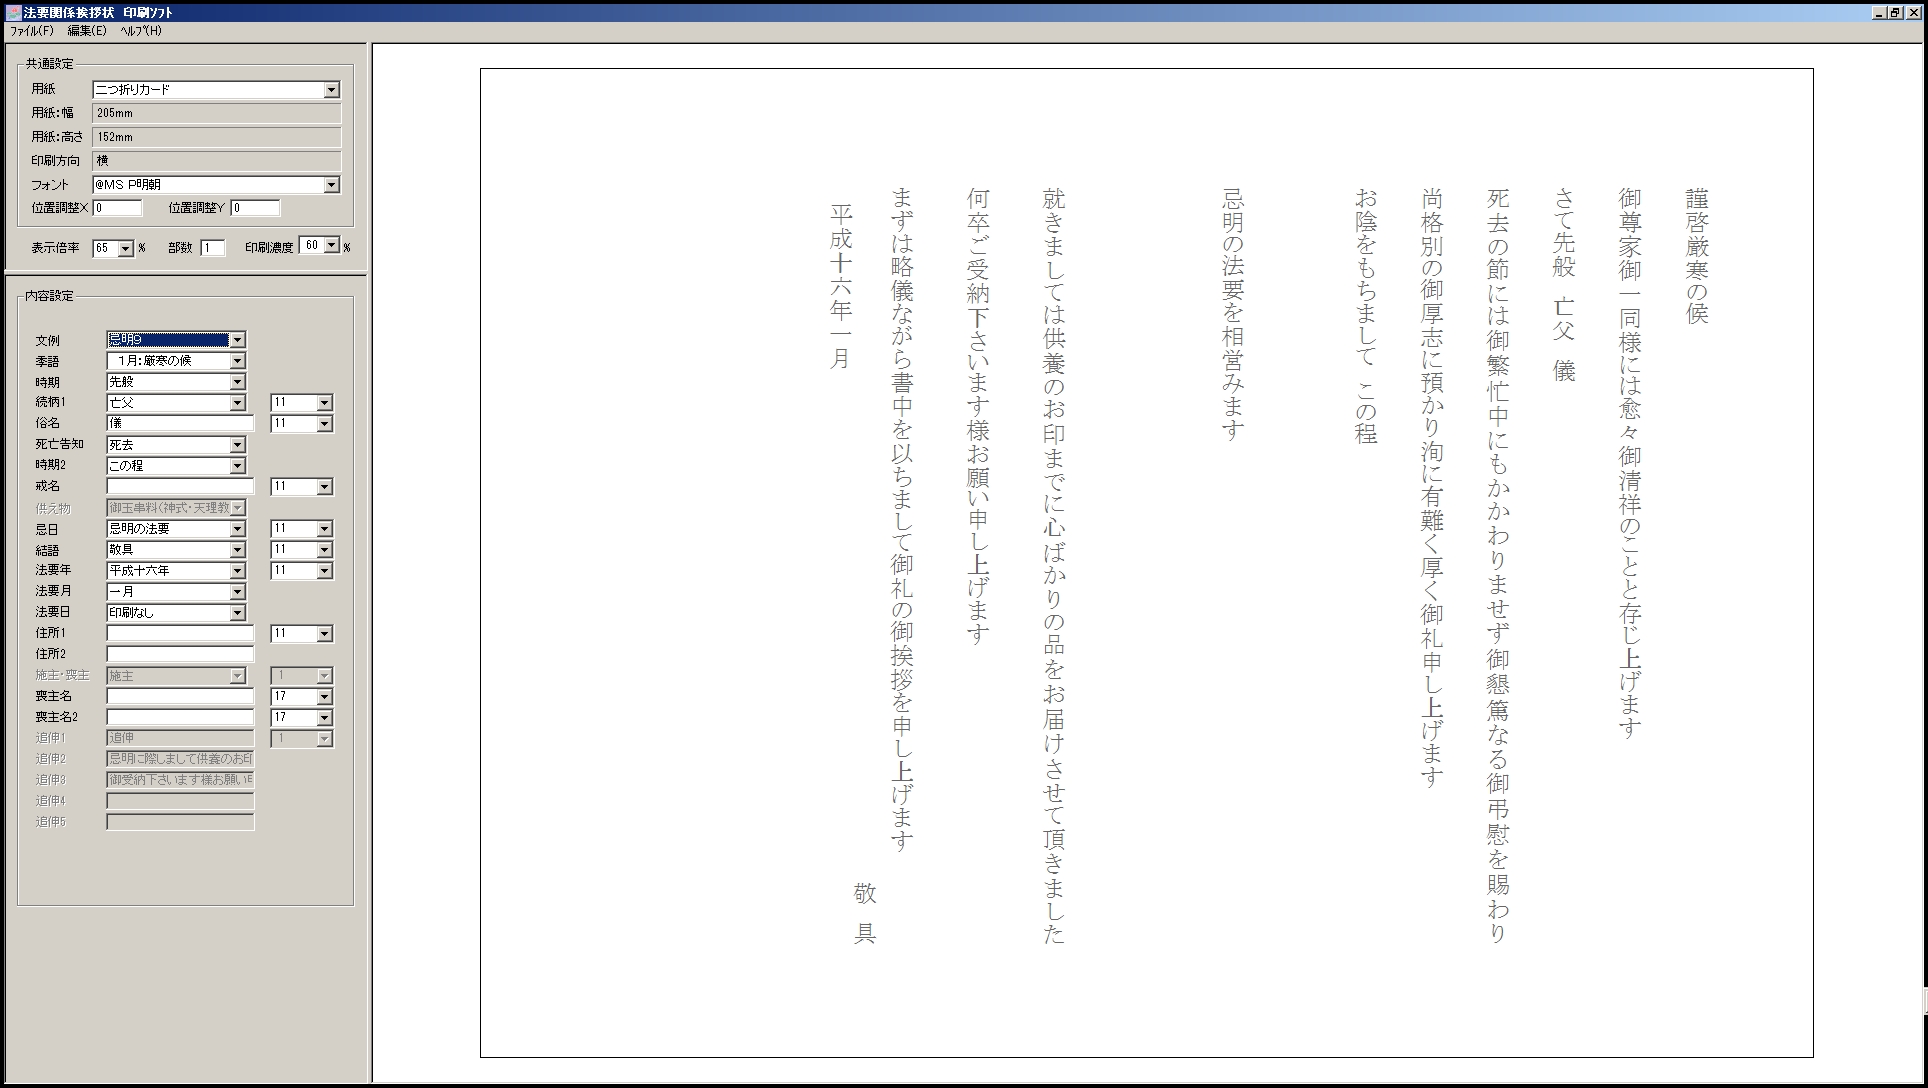 法要関係挨拶状 印刷ソフト
ファイル(F) 編集(E) ヘルプ(H)
共通設定
用紙 二つ折りカード
用紙:幅 205mm
用紙:高さ 152mm
印刷方向 横
フォント @MS P明朝
位置調整X 0 位置調整Y 0
表示倍率 65 % 部数 1 印刷濃度 60 %
内容設定
文例 忌明9
季語 1月:厳寒の候
時期 先般
続柄1 亡父 11
俗名 儀 11
死亡告知 死去
時期2 この程
戒名 11
供え物 御玉串料(神式・天理教
忌日 忌明の法要 11
結語 敬具 11
法要年 平成十六年 11
法要月 一月
法要日 印刷なし
住所1 11
住所2
施主・喪主 施主 1
喪主名 17
喪主名2 17
追伸1 追伸 1
追伸2 忌明に際しまして供養のお印
追伸3 御受納下さいます様お願い
追伸4
追伸5
謹啓厳寒の候
御尊家御一同様には愈々御清祥のことと存じ上げます
さて先般 亡父 儀
死去の節には御繁忙中にもかかわりませず御懇篤なる御弔慰を賜わり
尚格別の御厚志に預かり洵に有難く厚く御礼申し上げます
お陰をもちまして この程
忌明の法要を相営みます
就きましては供養のお印までに心ばかりの品をお届けさせて頂きました
何卒ご受納下さいます様お願い申し上げます
まずは略儀ながら書中を以ちまして御礼の御挨拶を申し上げます
敬具
平成十六年一月